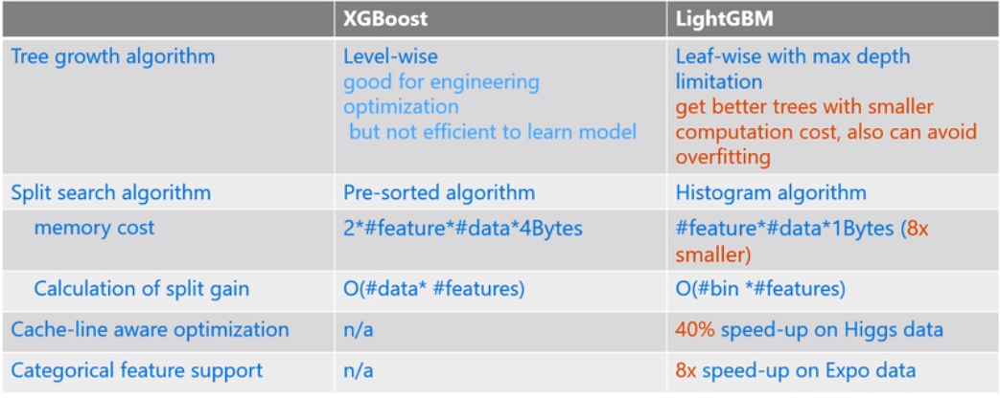 XGBoost
LightGBM
Tree growth algorithm
Level-wise
good for engineering
optimization
but not efficient to learn model
Leaf-wise with max depth
limitation
get better trees with smaller
computation cost, also can avoid
overfitting
Split search algorithm
Pre-sorted algorithm
Histogram algorithm
memory cost
2*#feature*#data*4Bytes
#feature*#data*1Bytes (8x
smaller)
Calculation of split gain
O(#data* #features)
O(#bin *#features)
Cache-line aware optimization
n/a
40% speed-up on Higgs data
Categorical feature support
n/a
8x speed-up on Expo data